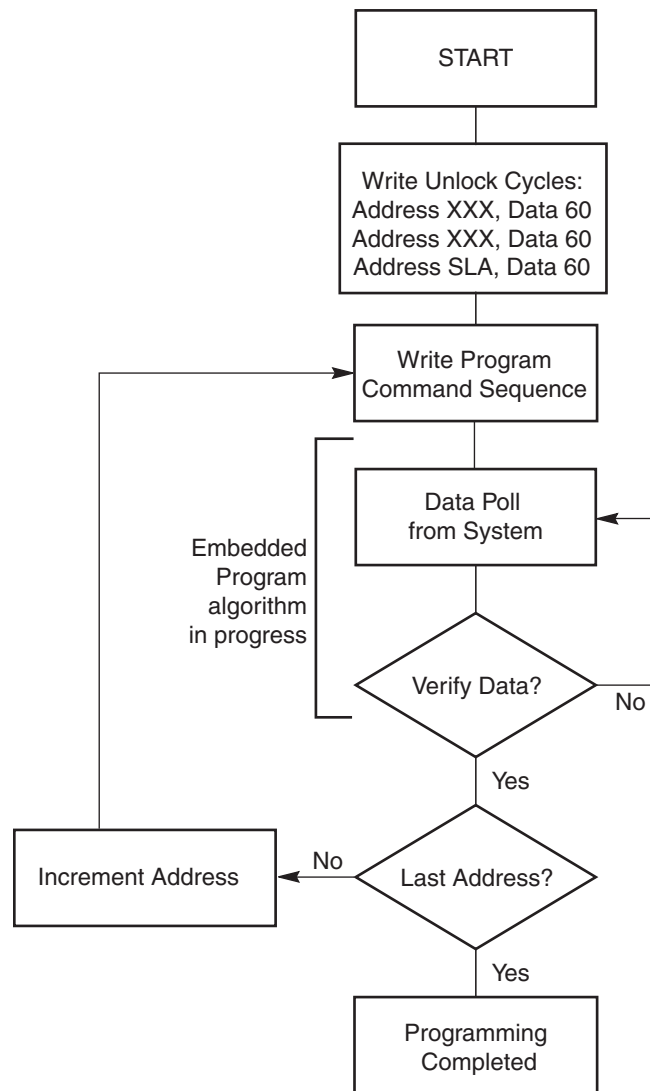 START
Write Unlock Cycles:
Address XXX, Data 60
Address XXX, Data 60
Address SLA, Data 60
Write Program
Command Sequence
Data Poll
from System
Embedded
Program
algorithm
in progress
Verify Data?
No
Yes
Increment Address
No
Last Address?
Yes
Programming
Completed